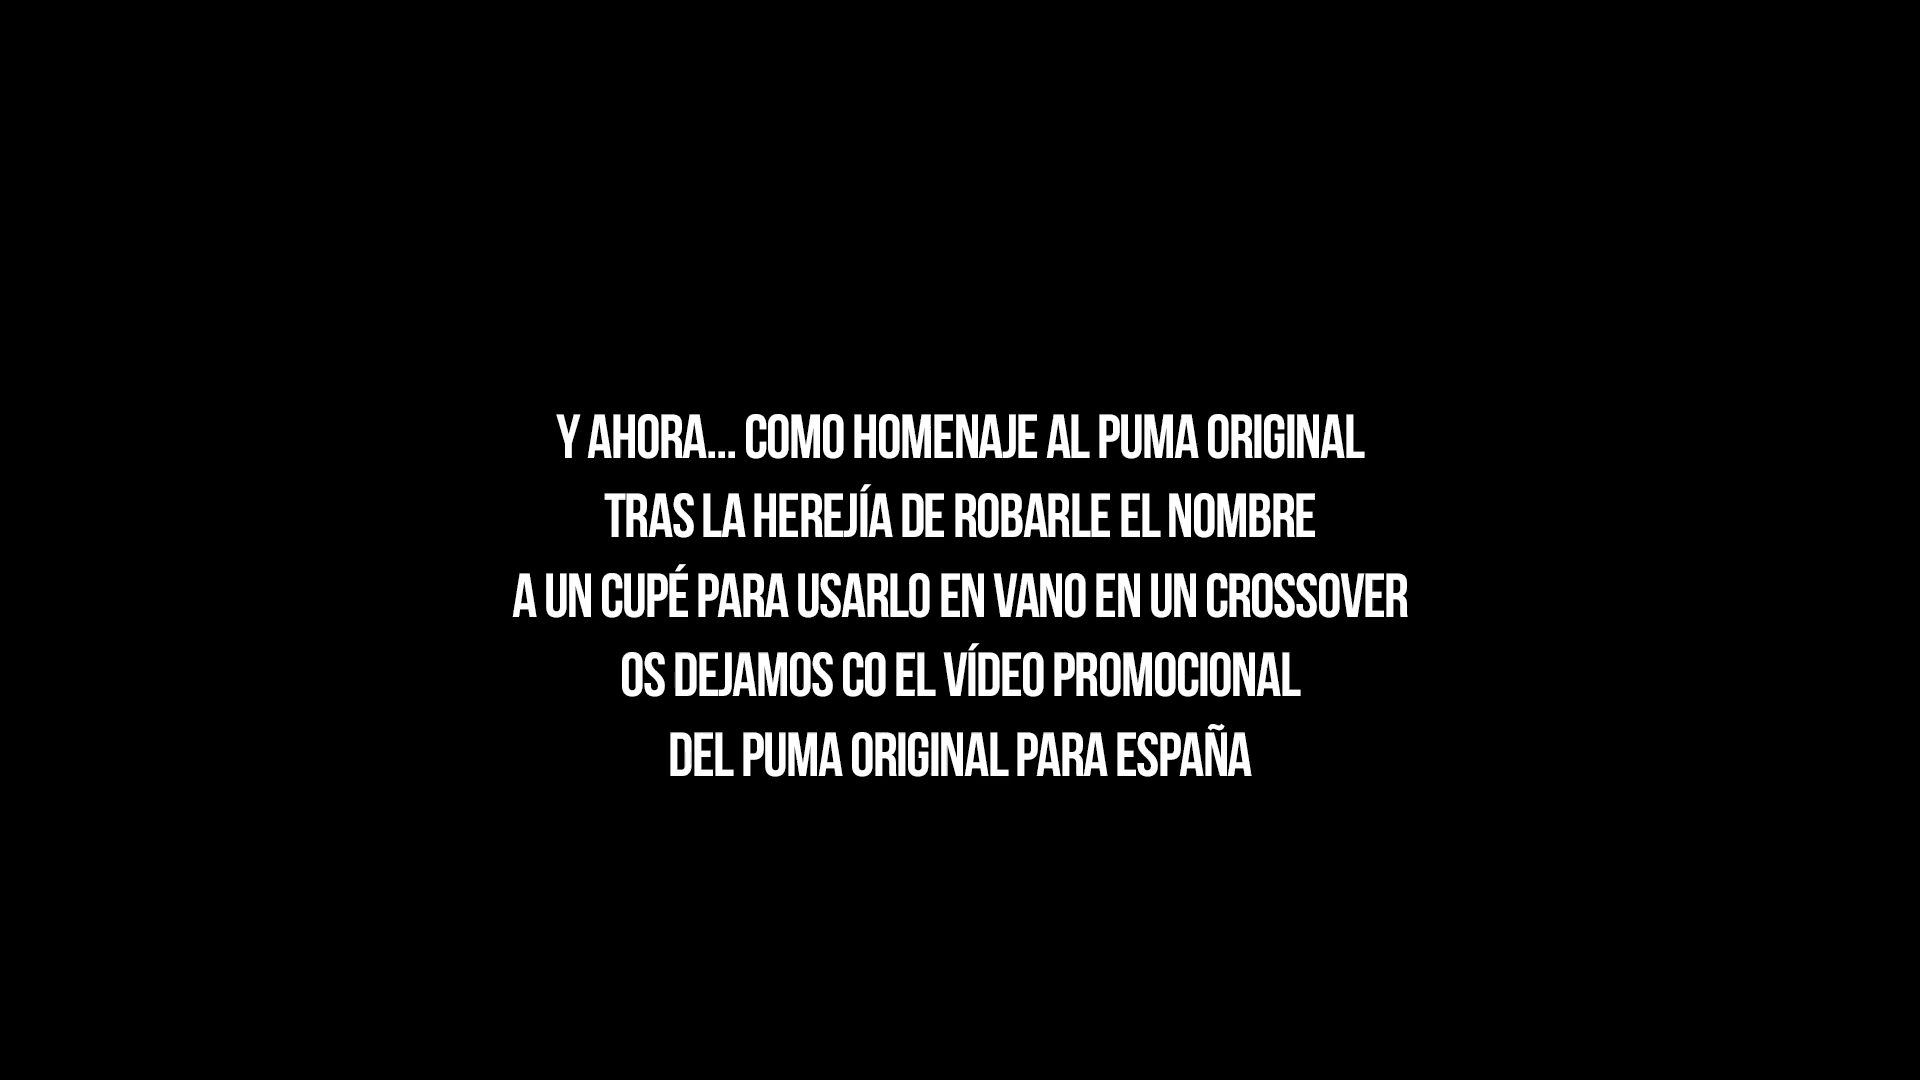 Y AHORA... COMO HOMENAJE AL PUMA ORIGINAL
TRAS LA HEREJÍA DE ROBARLE EL NOMBRE
A UN CUPÉ PARA USARLO EN VANO EN UN CROSSOVER
OS DEJAMOS CO EL VÍDEO PROMOCIONAL
DEL PUMA ORIGINAL PARA ESPAÑA